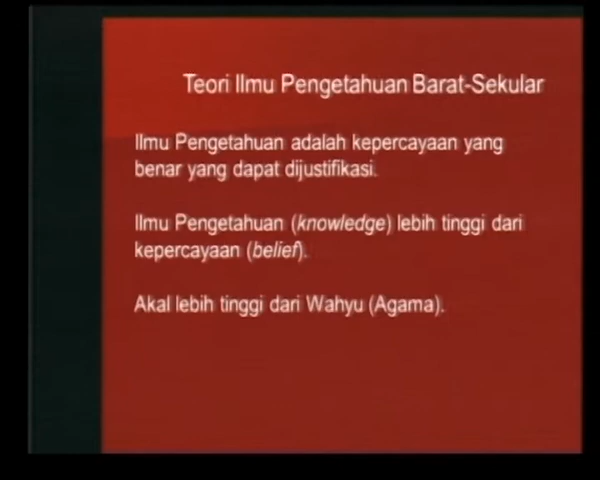 Teori Ilmu Pengetahuan Barat-Sekular
Ilmu Pengetahuan adalah kepercayaan yang
benar yang dapat dijustifikasi.
Ilmu Pengetahuan (knowledge) lebih tinggi dari
kepercayaan (belief).
Akal lebih tinggi dari Wahyu (Agama).